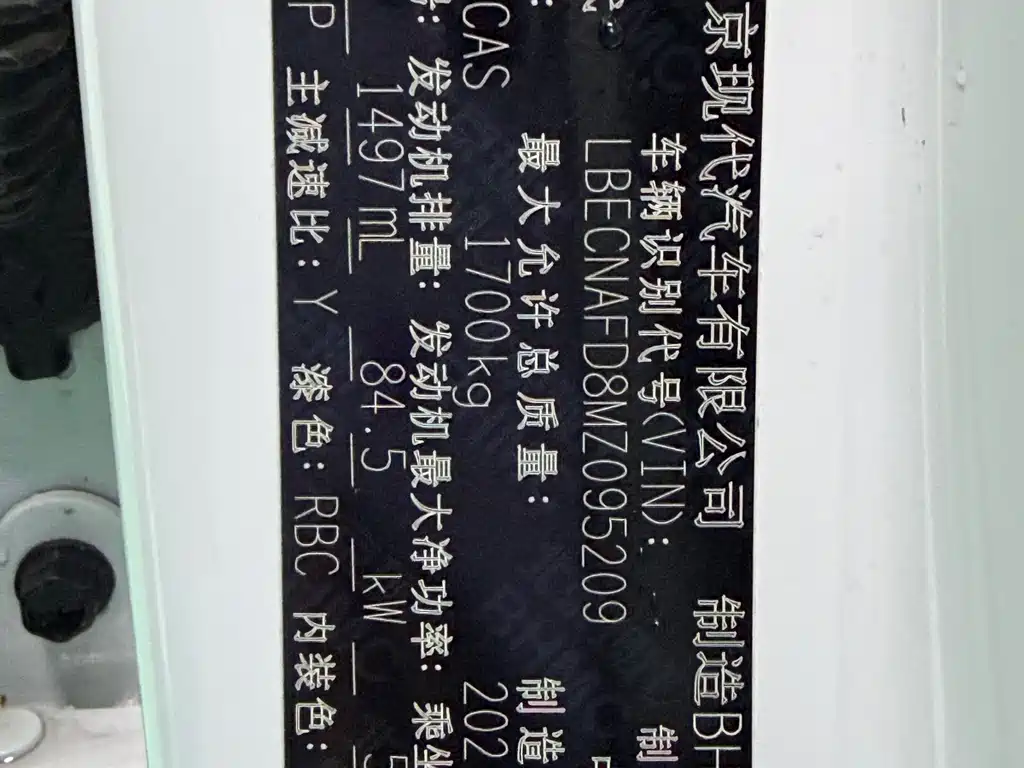 京现代汽车有限公司 制造BH
车辆识别代号(VIN): 制
LBECNAFD8MZ095209
最大允许总质量: 制造
CAS 1700kg 202
发动机排量: 发动机最大净功率: 乘坐
1497mL 84.5 kW 5
P 主减速比: Y 漆色: RBC 内装色: